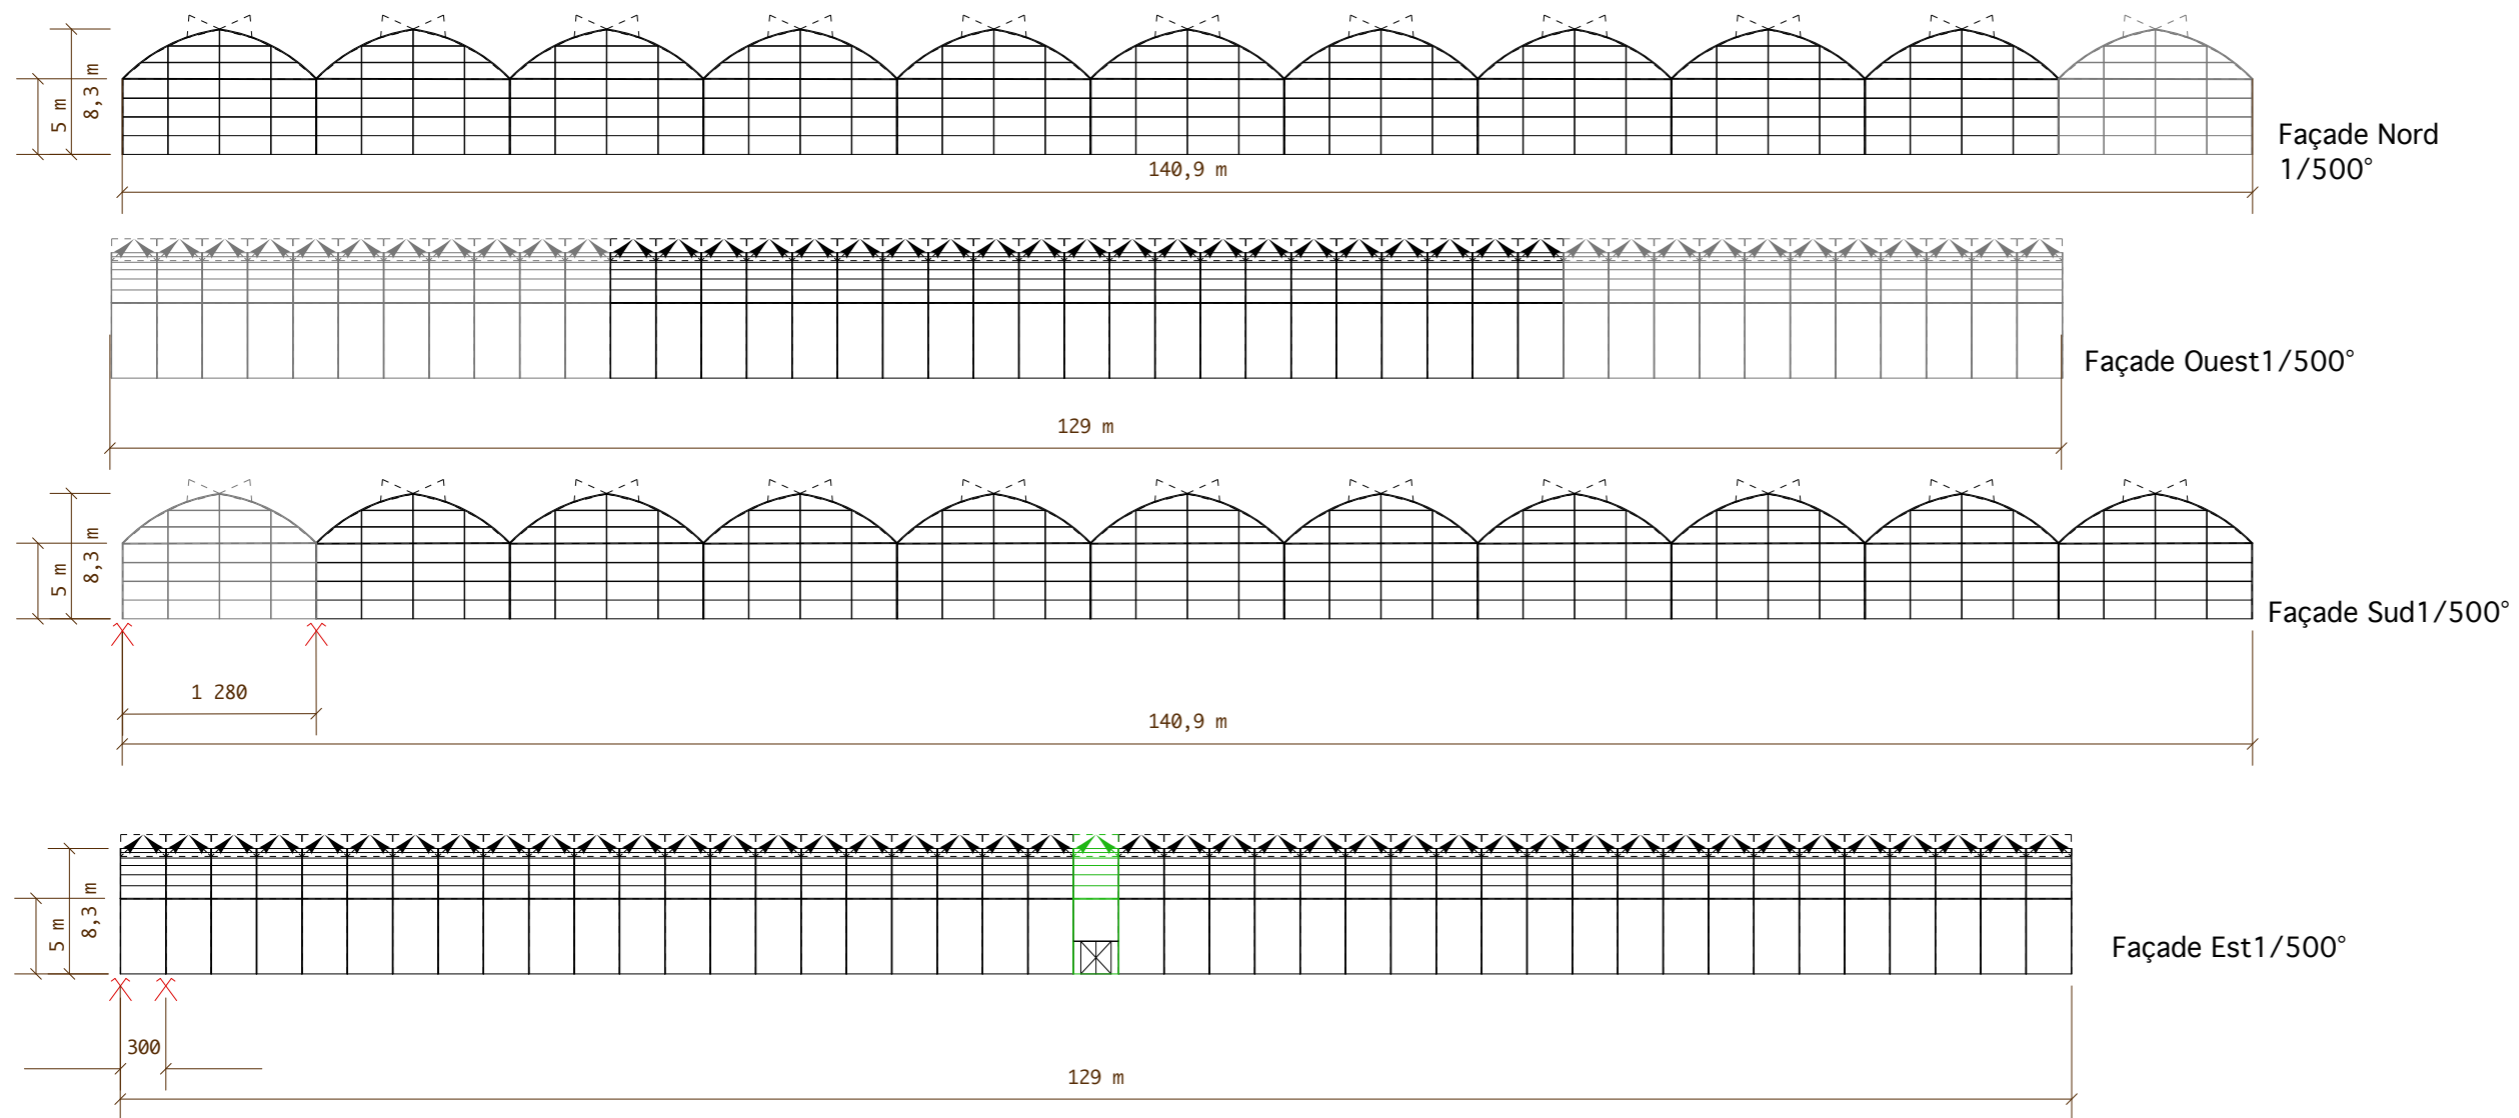 5 m
8,3 m
140,9 m
Façade Nord
1/500°
Façade Ouest1/500°
129 m
5 m
8,3 m
Façade Sud1/500°
1 280
140,9 m
5 m
8,3 m
Façade Est1/500°
300
129 m